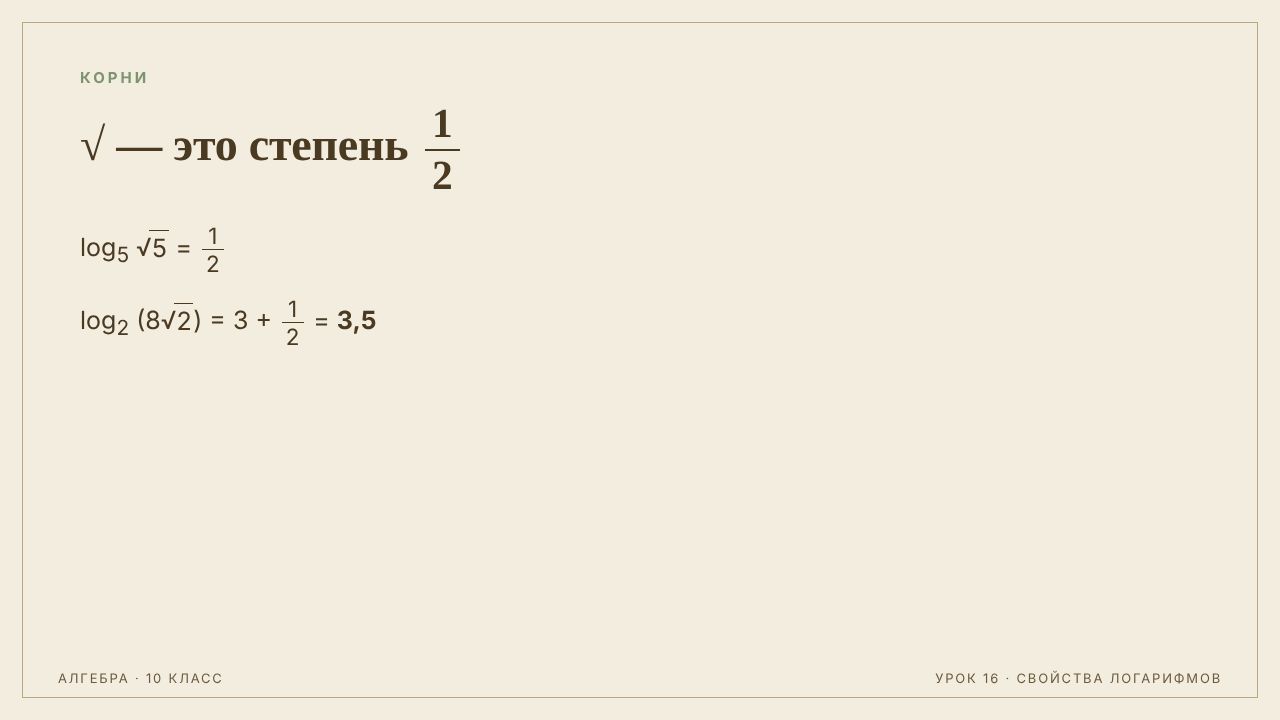 КОРНИ
√ — это степень 1/2
log₅ √5 = 1/2
log₂ (8√2) = 3 + 1/2 = 3,5
АЛГЕБРА · 10 КЛАСС
УРОК 16 · СВОЙСТВА ЛОГАРИФМОВ